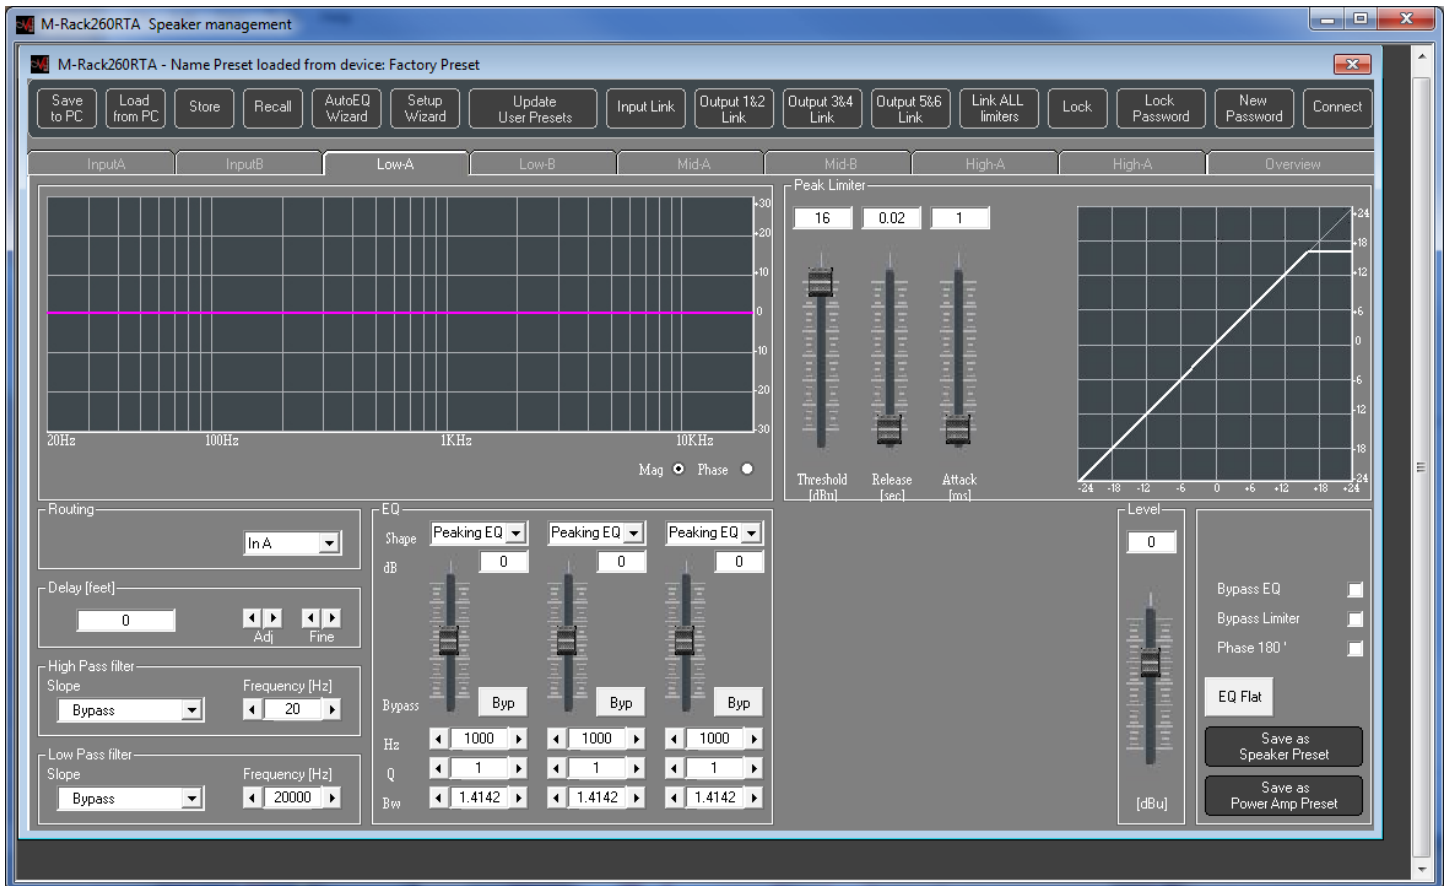 M-Rack260RTA Speaker management
M-Rack260RTA - Name Preset loaded from device: Factory Preset
Save to PC
Load from PC
Store
Recall
AutoEQ Wizard
Setup Wizard
Update User Presets
Input Link
Output 1&2 Link
Output 3&4 Link
Output 5&6 Link
Link ALL limiters
Lock
Lock Password
New Password
Connect
InputA
InputB
Low-A
Low-B
Mid-A
Mid-B
High-A
High-A
Overview
+30
+20
+10
0
-10
-20
-30
20Hz
100Hz
1KHz
10KHz
Mag
Phase
Peak Limiter
16
0.02
1
Threshold [dBu]
Release [sec]
Attack [ms]
+24
+18
+12
+6
0
-6
-12
-18
-24
-24 -18 -12 -6 0 +6 +12 +18 +24
Routing
In A
Delay [feet]
0
Adj
Fine
High Pass filter
Slope
Frequency [Hz]
Bypass
20
Low Pass filter
Slope
Frequency [Hz]
Bypass
20000
EQ
Shape
Peaking EQ
Peaking EQ
Peaking EQ
dB
0
0
0
Bypass
Byp
Byp
Byp
Hz
1000
1000
1000
Q
1
1
1
Bw
1.4142
1.4142
1.4142
Level
0
[dBu]
Bypass EQ
Bypass Limiter
Phase 180 '
EQ Flat
Save as Speaker Preset
Save as Power Amp Preset